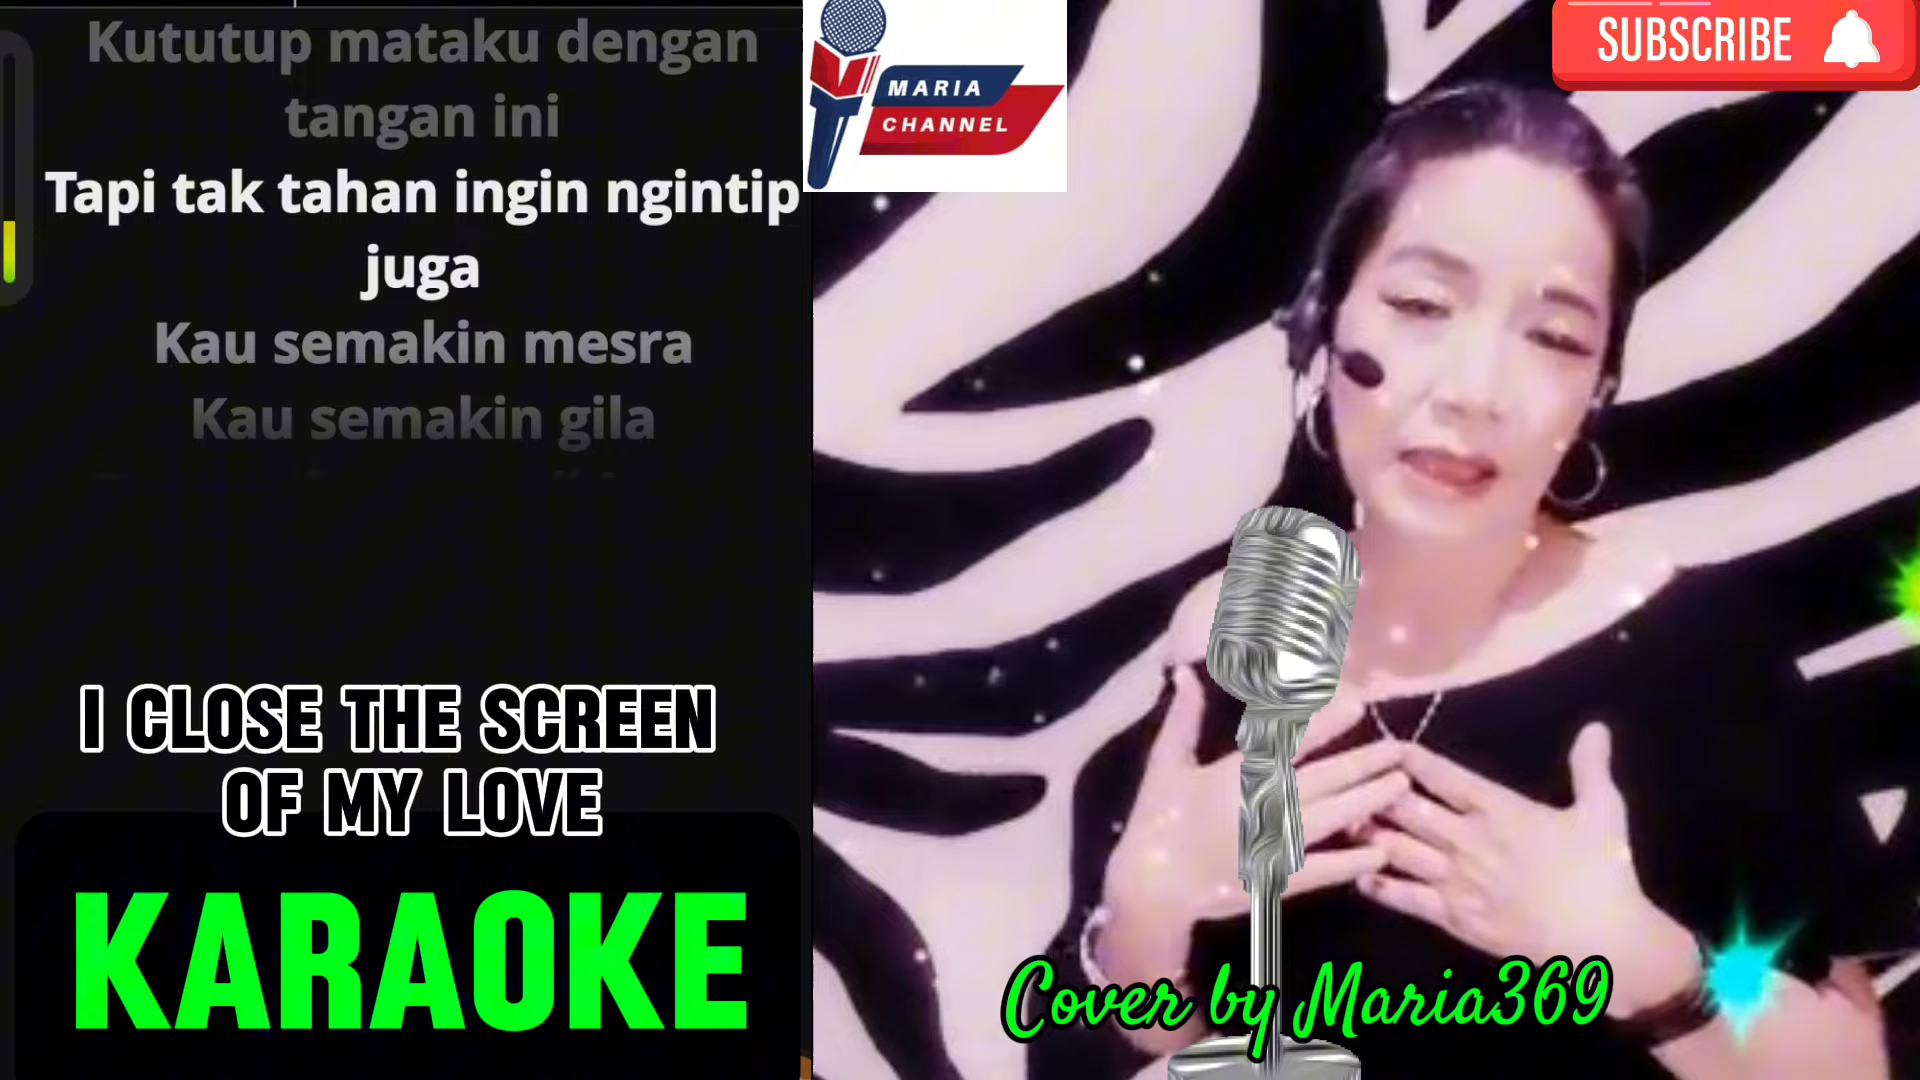 Kututup mataku dengan
tangan ini
Tapi tak tahan ingin ngintip
juga
Kau semakin mesra
Kau semakin gila
I CLOSE THE SCREEN
OF MY LOVE
KARAOKE
MARIA
CHANNEL
SUBSCRIBE
Cover by Maria369